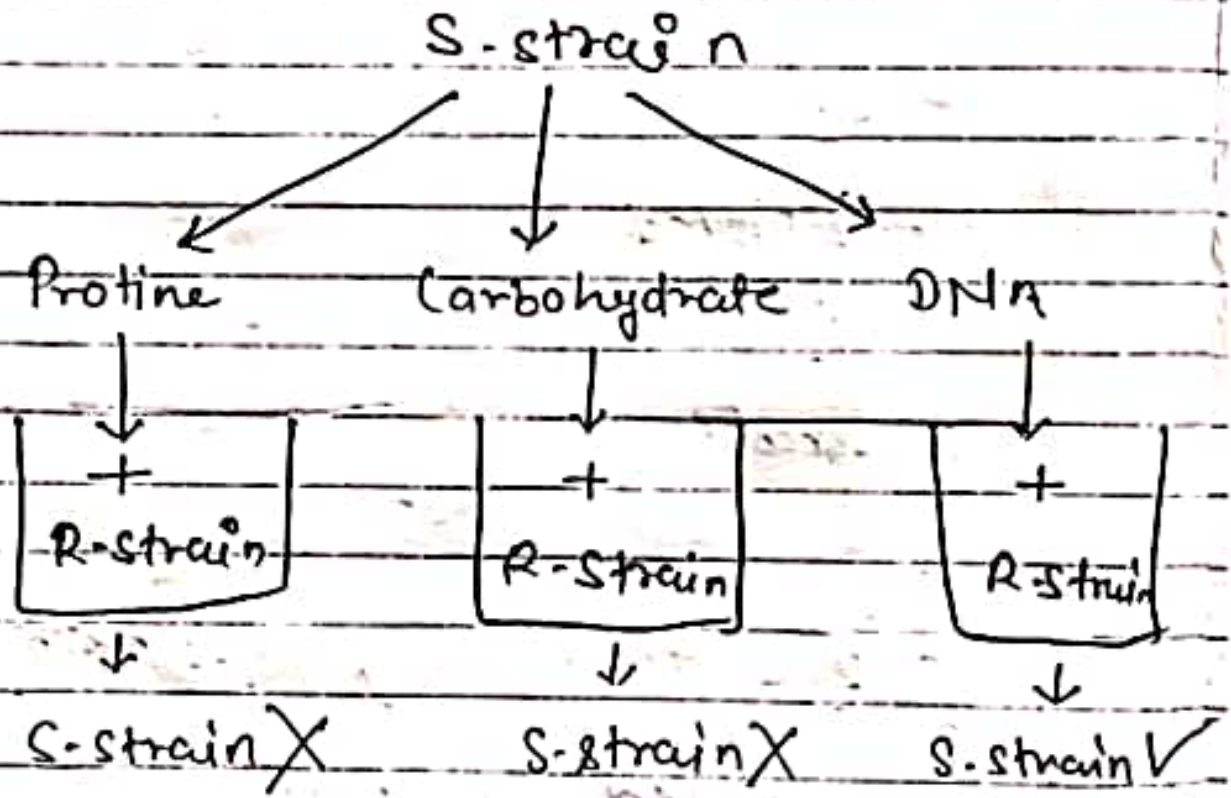 S-strain
Protine Carbohydrate DNA
+ + +
R-strain R-Strain R-Strain
S-strain X S-strain X S-strain ✓